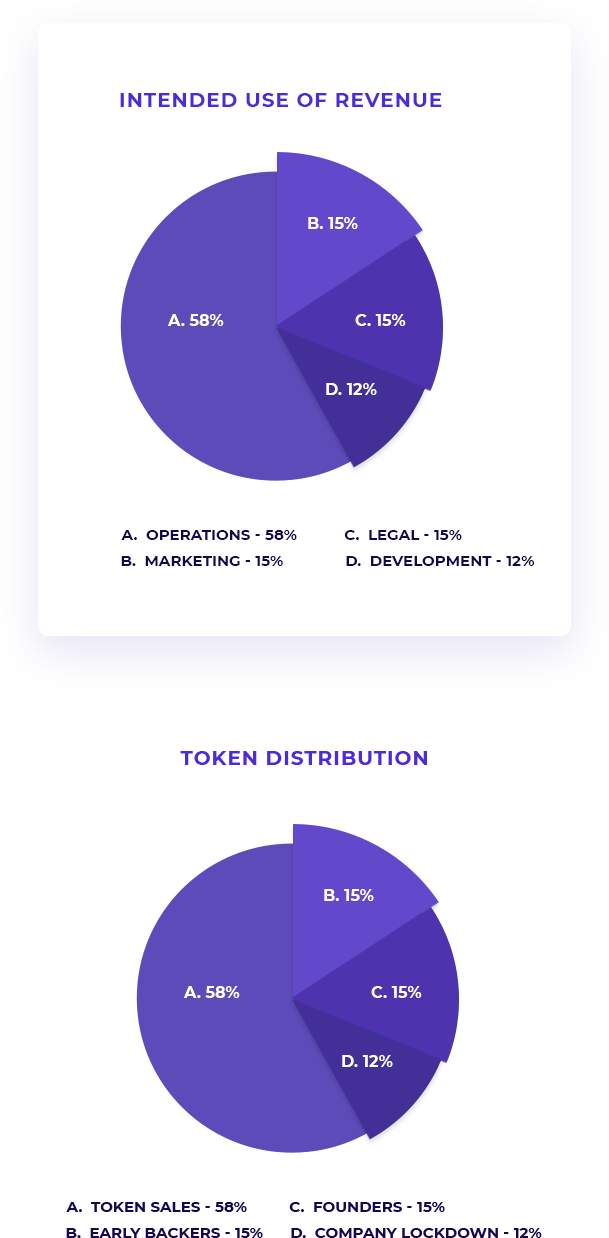 INTENDED USE OF REVENUE
B. 15%
A. 58%
C. 15%
D. 12%
A. OPERATIONS - 58%
C. LEGAL - 15%
B. MARKETING - 15%
D. DEVELOPMENT - 12%
TOKEN DISTRIBUTION
B. 15%
A. 58%
C. 15%
D. 12%
A. TOKEN SALES - 58%
C. FOUNDERS - 15%
B. EARLY BACKERS - 15%
D. COMPANY LOCKDOWN - 12%